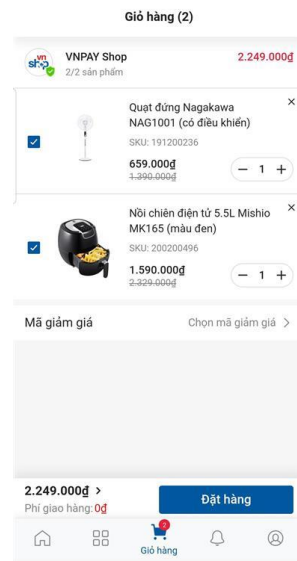 Giỏ hàng (2)
vn
shop
VNPAY Shop
2.249.000₫
2/2 sản phẩm
Quạt đứng Nagakawa
NAG1001 (có điều khiển)
SKU: 191200236
659.000₫
1.390.000₫
1
Nồi chiên điện tử 5.5L Mishio
MK165 (màu đen)
SKU: 200200496
1.590.000₫
2.329.000₫
1
Mã giảm giá
Chọn mã giảm giá
2.249.000₫
Phí giao hàng: 0₫
Đặt hàng
2
Giỏ hàng